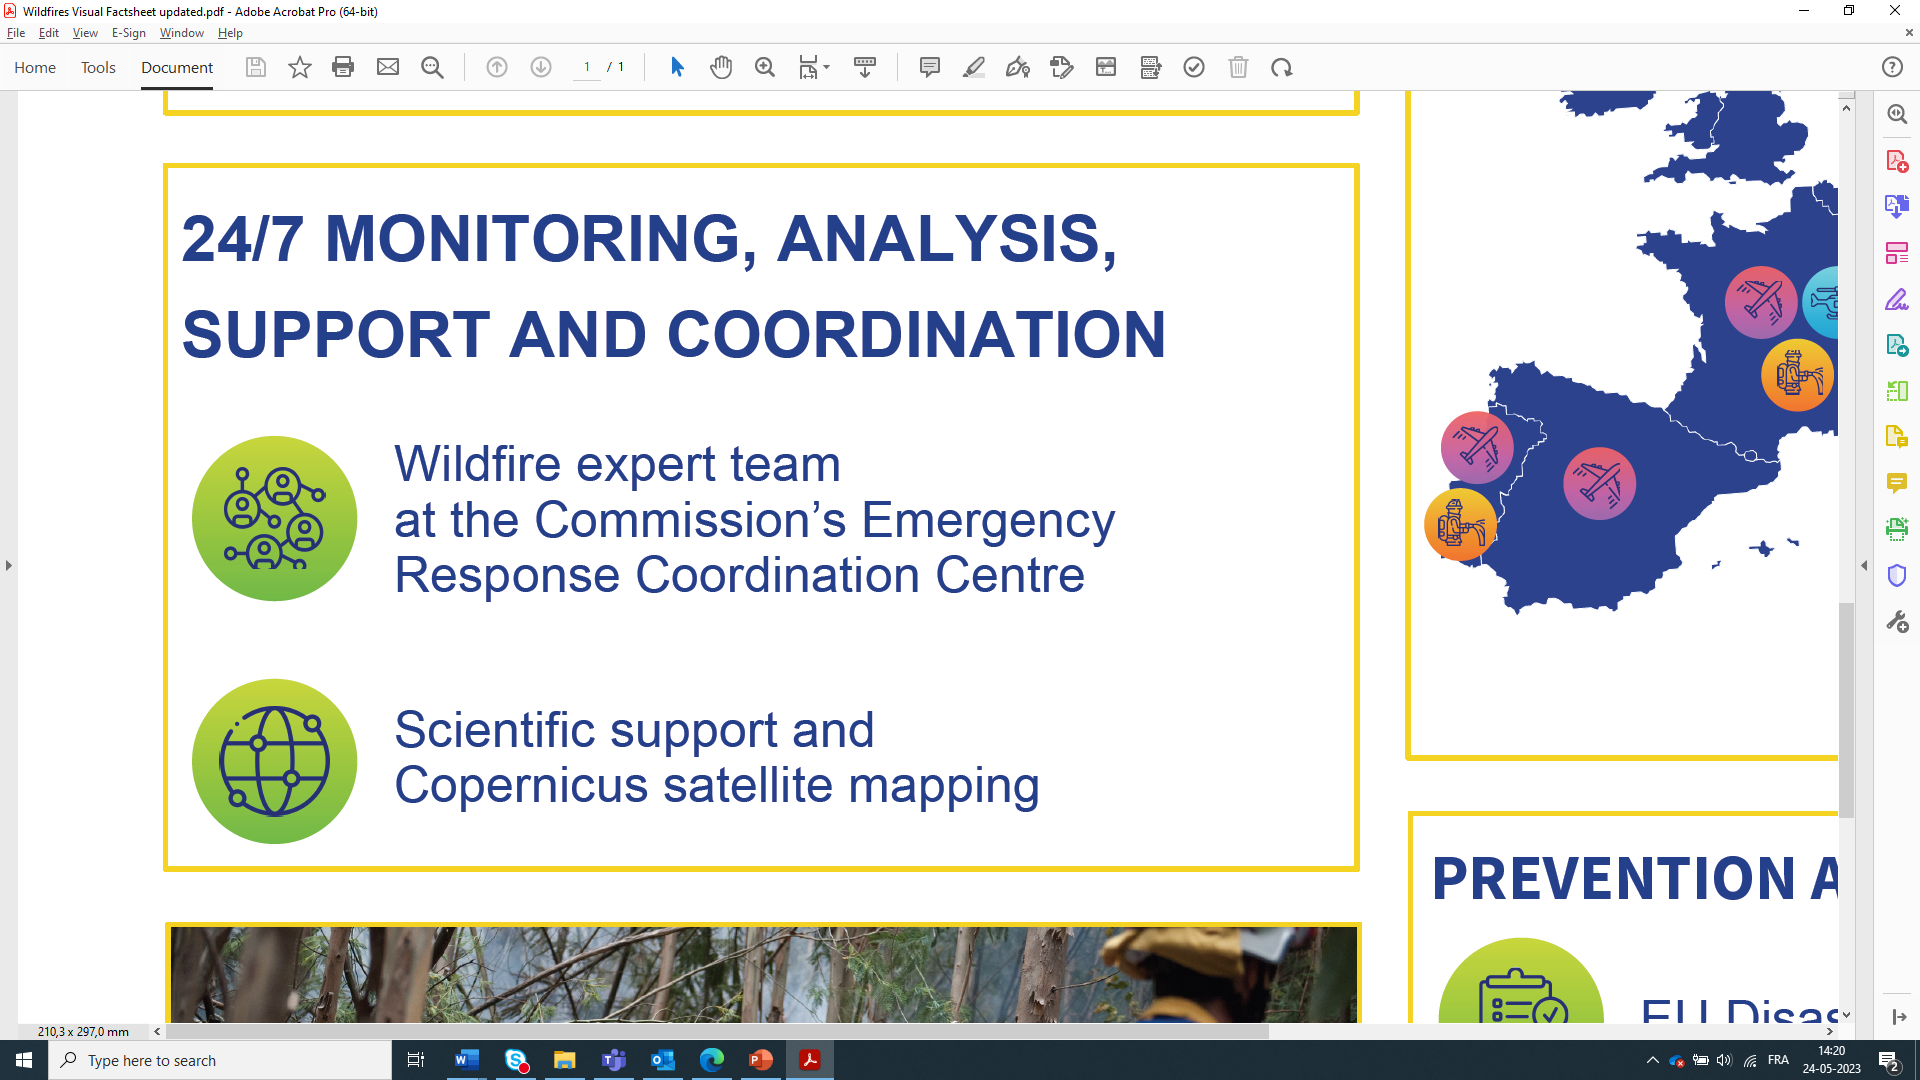 Wildfires Visual Factsheet updated.pdf - Adobe Acrobat Pro (64-bit)
File Edit View E-Sign Window Help
Home Tools Document 1 / 1
24/7 MONITORING, ANALYSIS,
SUPPORT AND COORDINATION
Wildfire expert team
at the Commission’s Emergency
Response Coordination Centre
Scientific support and
Copernicus satellite mapping
PREVENTION A
EU Disas
210,3 x 297,0 mm
Type here to search
FRA
14:20
24-05-2023
2